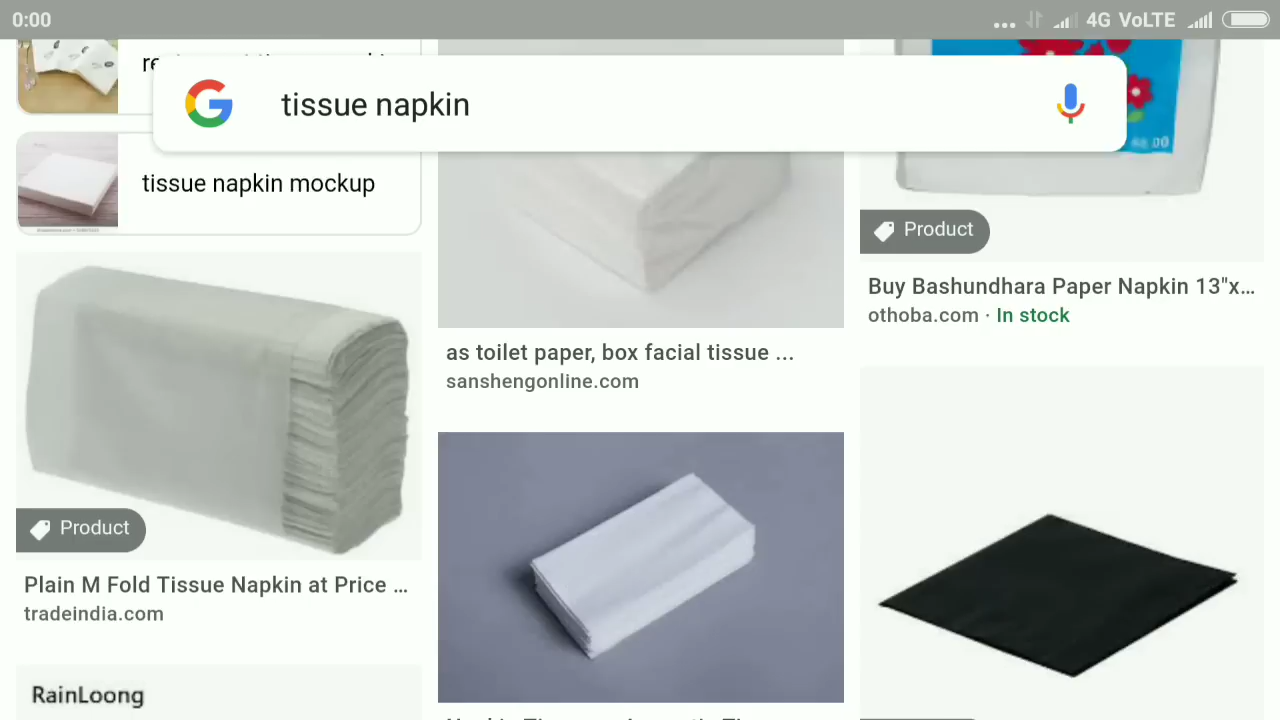 0:00
4G VoLTE
tissue napkin
tissue napkin mockup
Product
Plain M Fold Tissue Napkin at Price ...
tradeindia.com
RainLoong
as toilet paper, box facial tissue ...
sanshengonline.com
Product
Buy Bashundhara Paper Napkin 13"x...
othoba.com · In stock